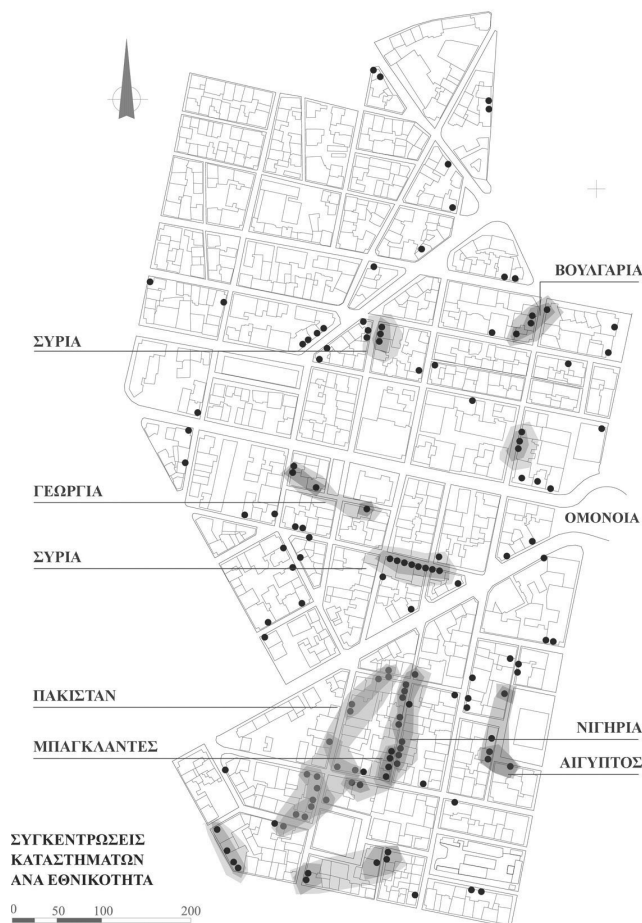 ΒΟΥΛΓΑΡΙΑ
ΣΥΡΙΑ
ΓΕΩΡΓΙΑ
ΟΜΟΝΟΙΑ
ΣΥΡΙΑ
ΠΑΚΙΣΤΑΝ
ΝΙΓΗΡΙΑ
ΜΠΑΓΚΛΑΝΤΕΣ
ΑΙΓΥΠΤΟΣ
ΣΥΓΚΕΝΤΡΩΣΕΙΣ
ΚΑΤΑΣΤΗΜΑΤΩΝ
ΑΝΑ ΕΘΝΙΚΟΤΗΤΑ
0 50 100 200